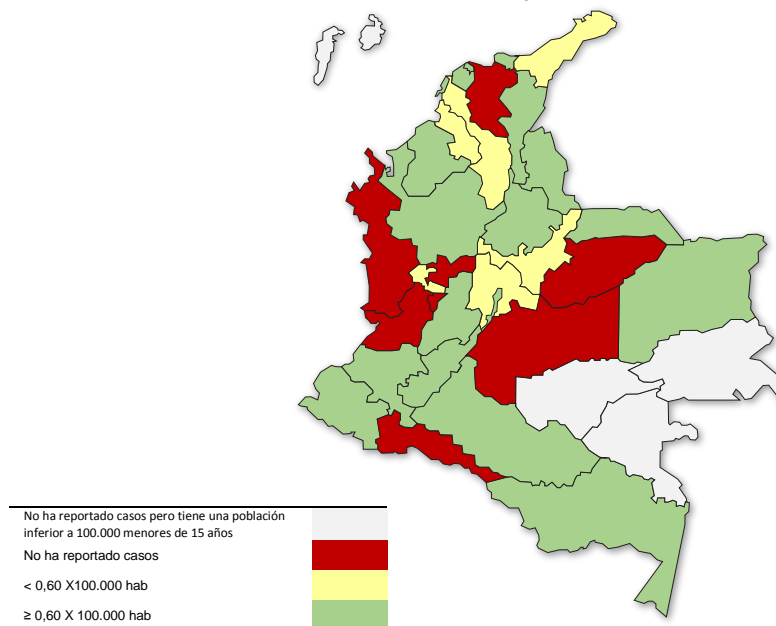 No ha reportado casos pero tiene una población
inferior a 100.000 menores de 15 años
No ha reportado casos
< 0,60 X100.000 hab
≥ 0,60 X 100.000 hab